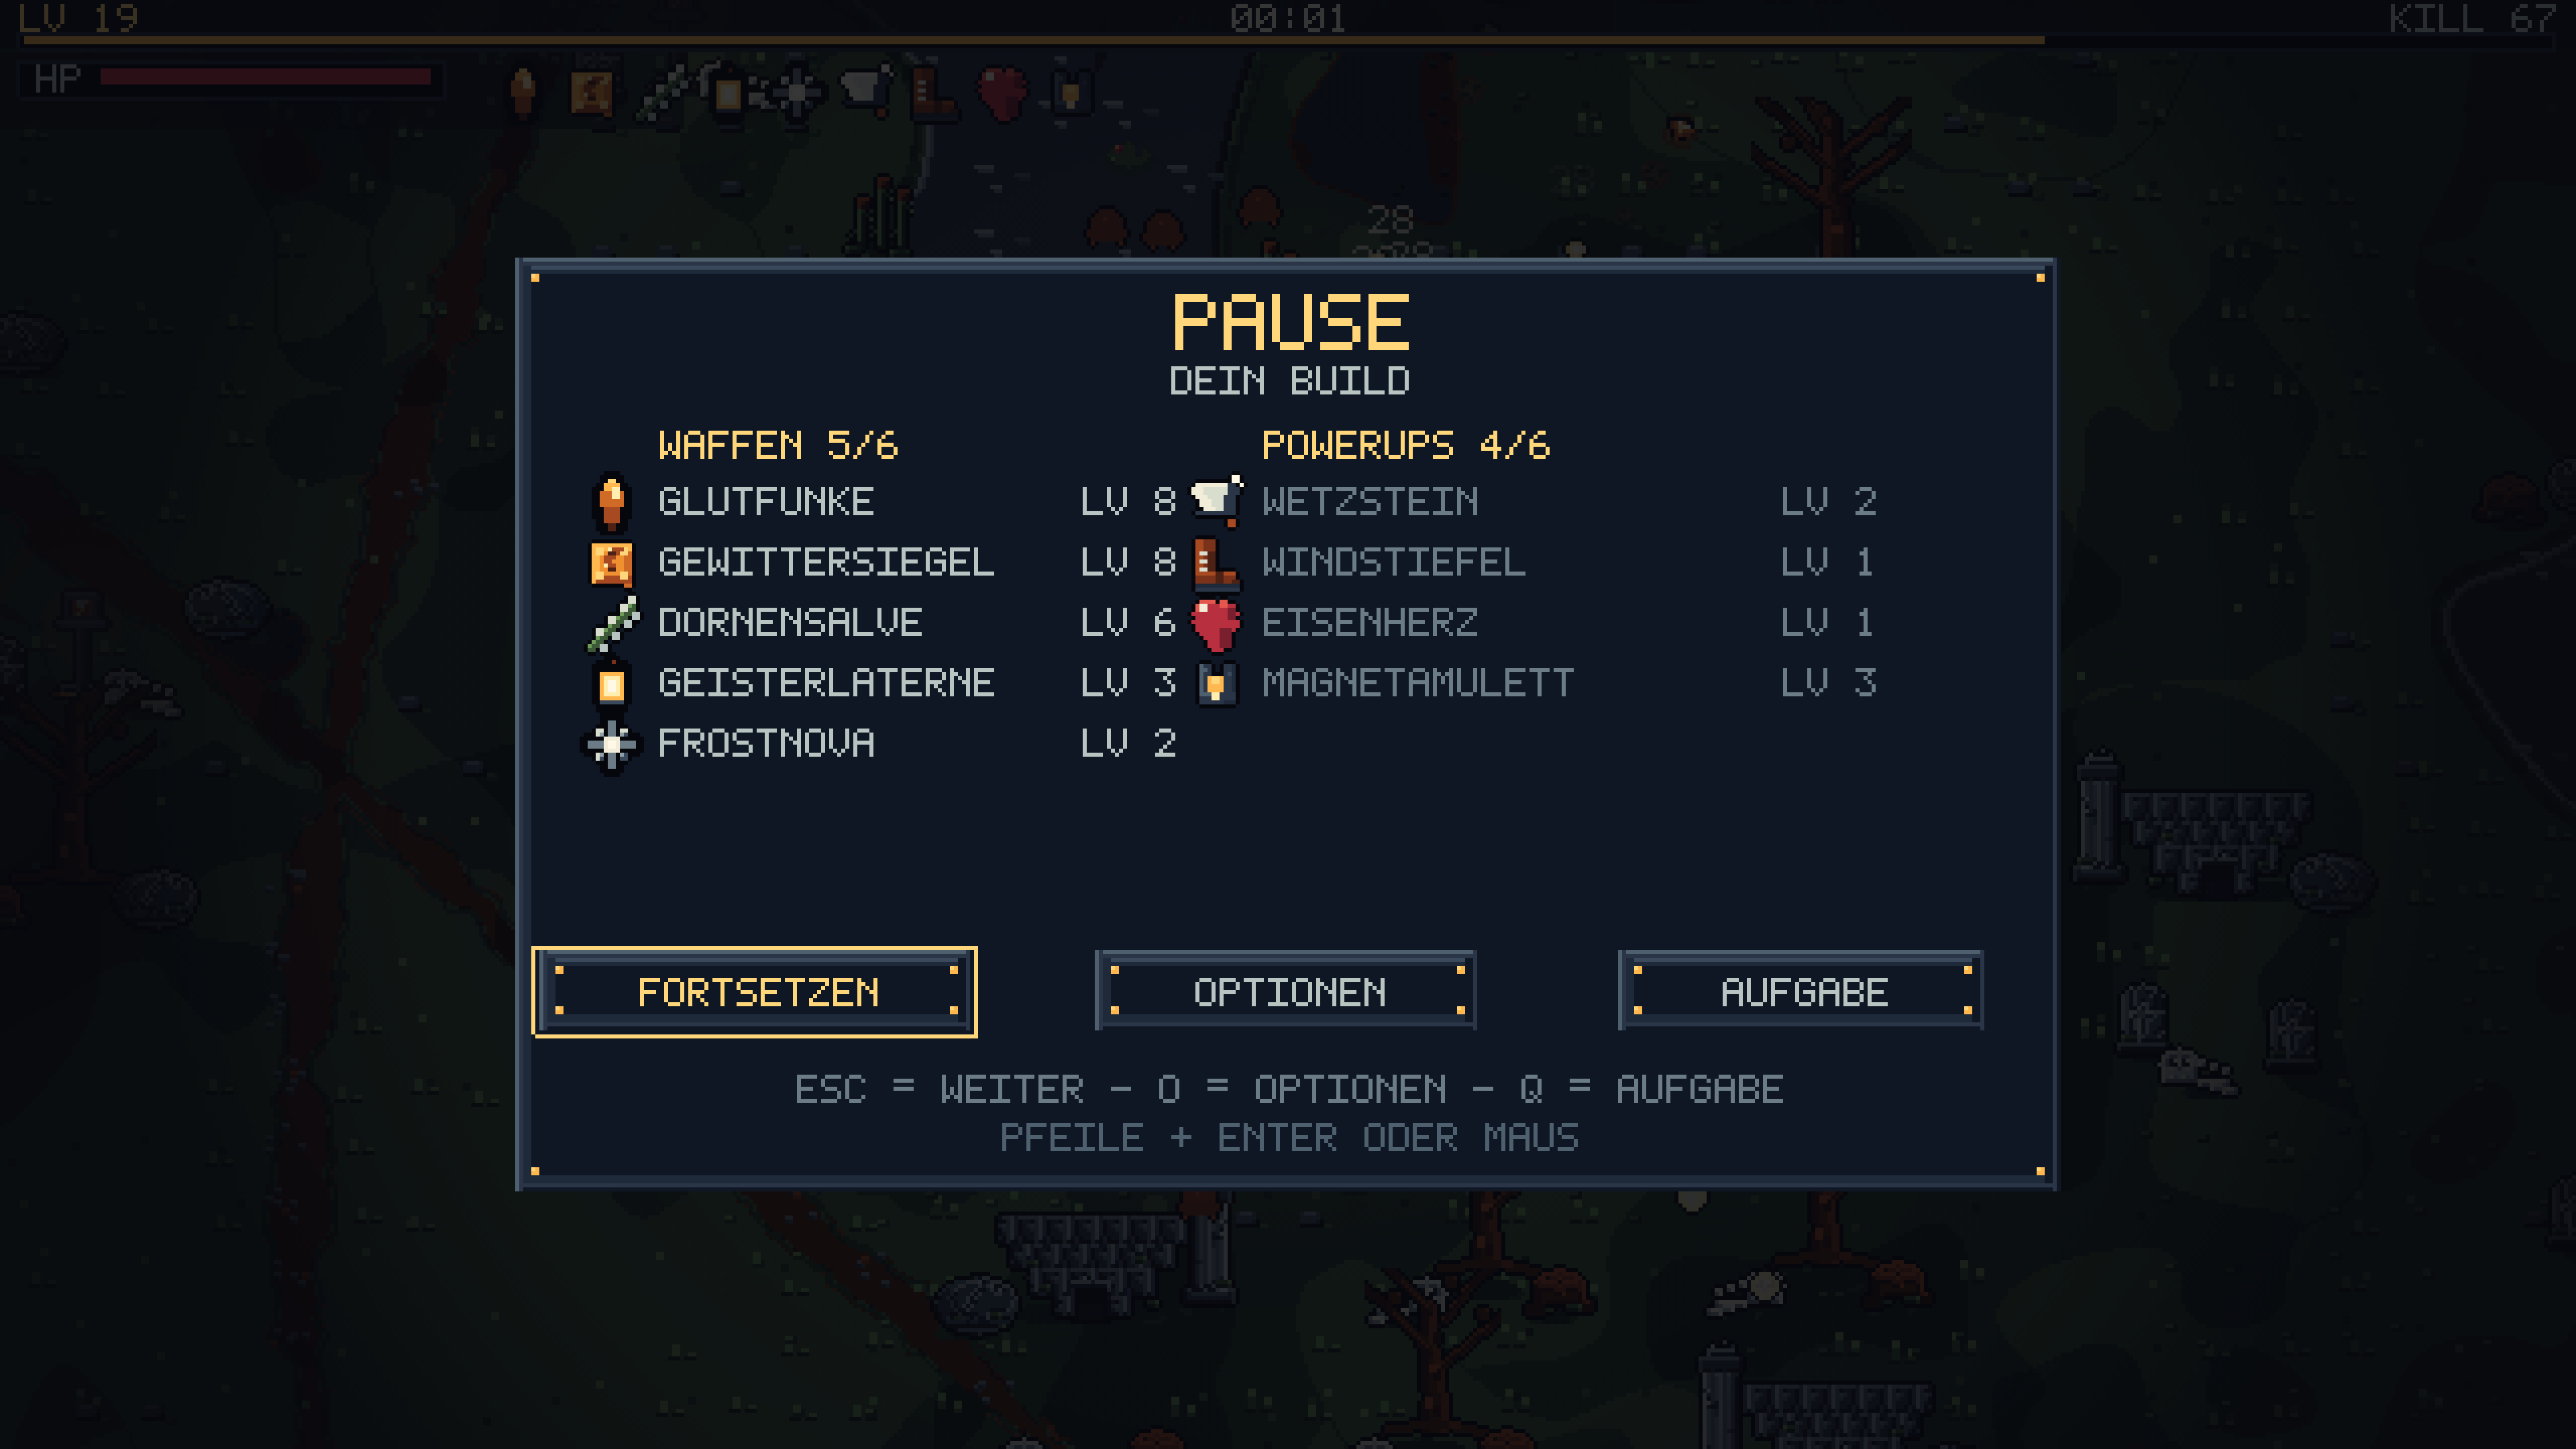 LV 19 00:01 KILL 67
HP
28
PAUSE
DEIN BUILD
WAFFEN 5/6 POWERUPS 4/6
GLUTFUNKE LV 8 WETZSTEIN LV 2
GEWITTERSIEGEL LV 8 WINDSTIEFEL LV 1
DORNENSALVE LV 6 EISENHERZ LV 1
GEISTERLATERNE LV 3 MAGNETAMULETT LV 3
FROSTNOVA LV 2
FORTSETZEN OPTIONEN AUFGABE
ESC = WEITER - O = OPTIONEN - Q = AUFGABE
PFEILE + ENTER ODER MAUS